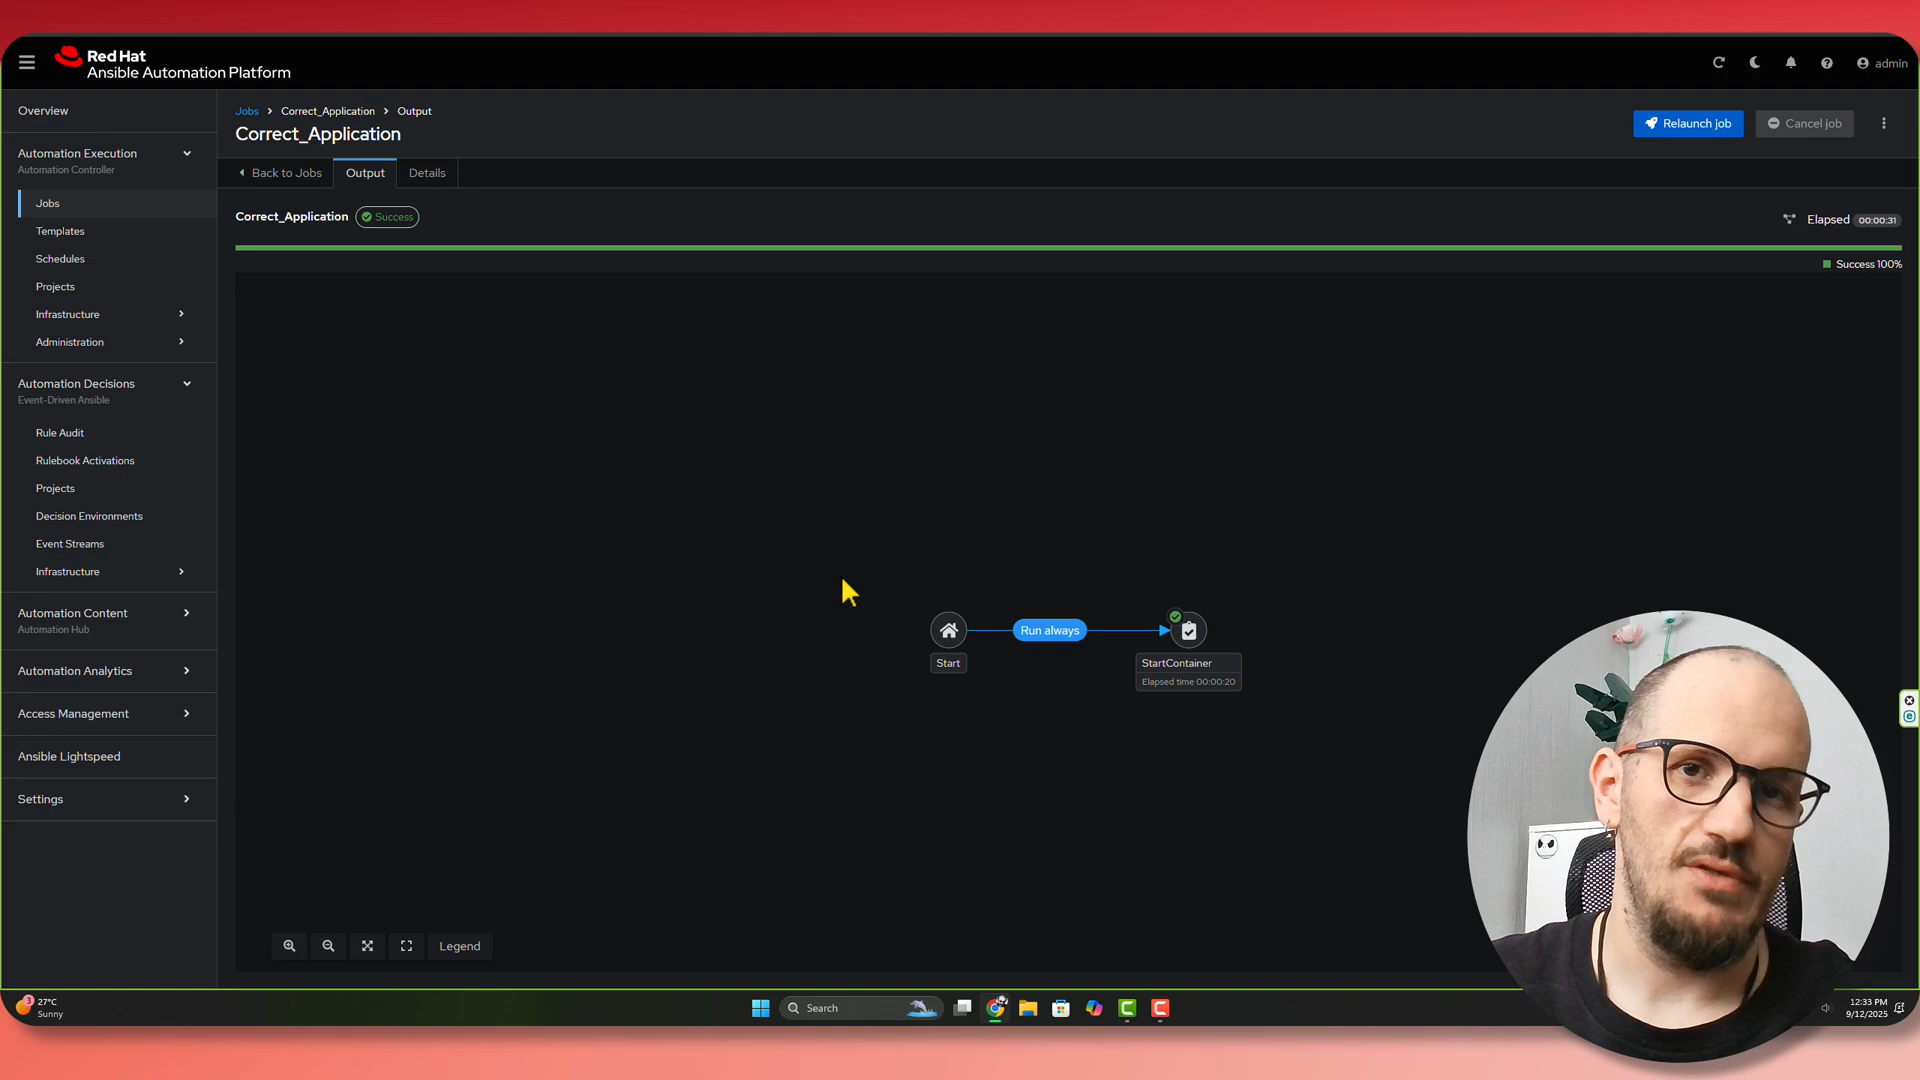 Red Hat
Ansible Automation Platform
admin
Overview
Automation Execution
Automation Controller
Jobs
Templates
Schedules
Projects
Infrastructure
Administration
Automation Decisions
Event-Driven Ansible
Rule Audit
Rulebook Activations
Projects
Decision Environments
Event Streams
Infrastructure
Automation Content
Automation Hub
Automation Analytics
Access Management
Ansible Lightspeed
Settings
Jobs > Correct_Application > Output
Correct_Application
Relaunch job
Cancel job
Back to Jobs
Output
Details
Correct_Application
Success
Elapsed 00:00:31
Success 100%
Start
Run always
StartContainer
Elapsed time 00:00:20
Legend
3
27°C
Sunny
Search
12:33 PM
9/12/2025